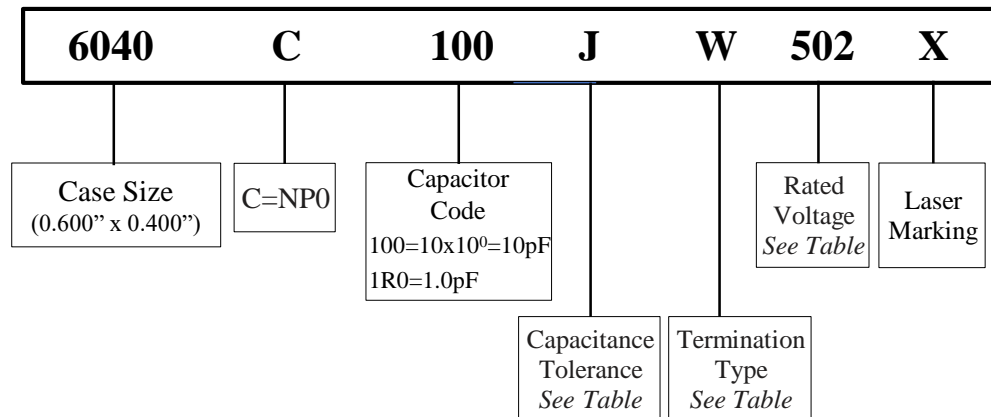 6040 C 100 J W 502 X
Case Size
(0.600” x 0.400”)
C=NP0
Capacitor
Code
100=10x10⁰=10pF
1R0=1.0pF
Rated
Voltage
See Table
Laser
Marking
Capacitance
Tolerance
See Table
Termination
Type
See Table